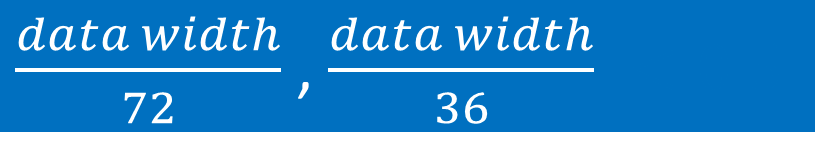 data width data width
72 , 36